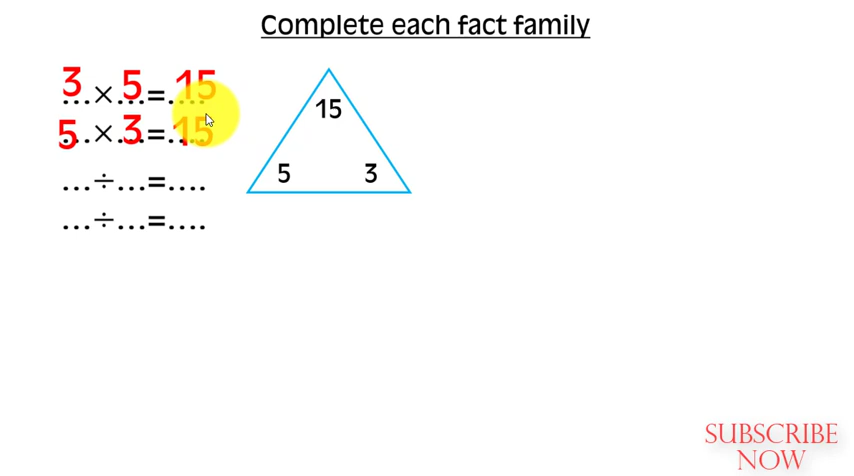 Complete each fact family
3 × 5 = 15
5 × 3 = 15
...÷...=....
...÷...=....
15
5 3
SUBSCRIBE
NOW